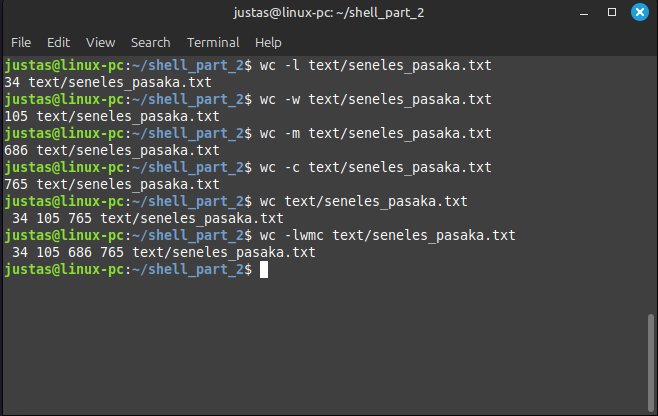 justas@linux-pc: ~/shell_part_2
File Edit View Search Terminal Help
justas@linux-pc:~/shell_part_2$ wc -l text/seneles_pasaka.txt
34 text/seneles_pasaka.txt
justas@linux-pc:~/shell_part_2$ wc -w text/seneles_pasaka.txt
105 text/seneles_pasaka.txt
justas@linux-pc:~/shell_part_2$ wc -m text/seneles_pasaka.txt
686 text/seneles_pasaka.txt
justas@linux-pc:~/shell_part_2$ wc -c text/seneles_pasaka.txt
765 text/seneles_pasaka.txt
justas@linux-pc:~/shell_part_2$ wc text/seneles_pasaka.txt
 34 105 765 text/seneles_pasaka.txt
justas@linux-pc:~/shell_part_2$ wc -lwmc text/seneles_pasaka.txt
 34 105 686 765 text/seneles_pasaka.txt
justas@linux-pc:~/shell_part_2$